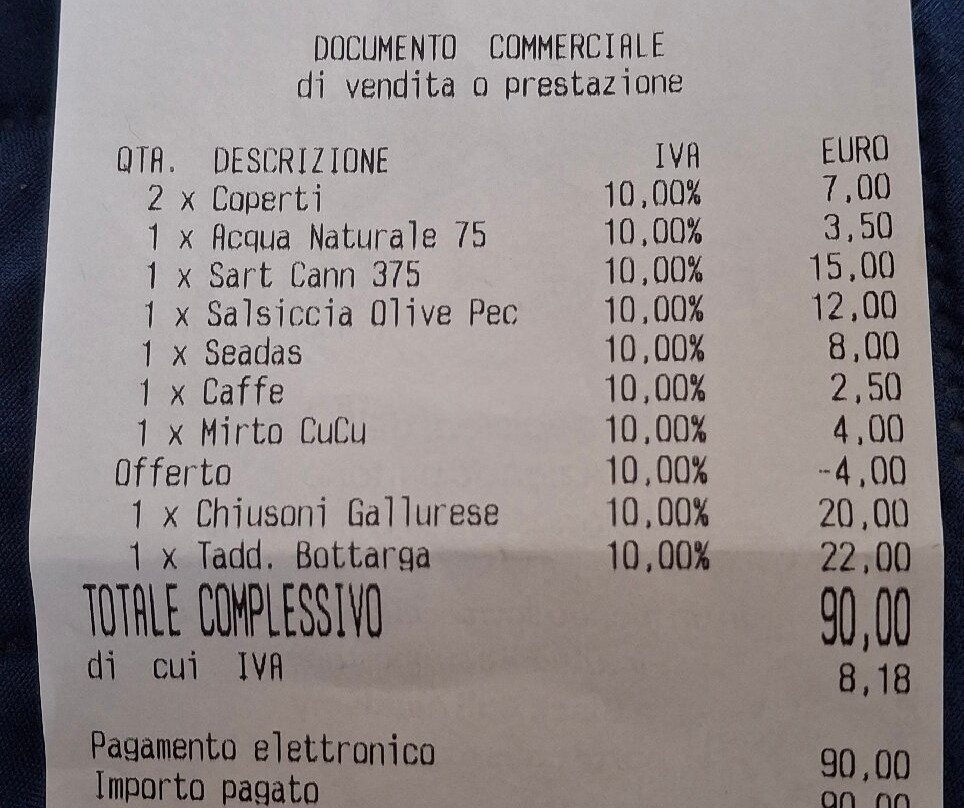 DOCUMENTO COMMERCIALE
di vendita o prestazione
QTA. DESCRIZIONE IVA EURO
2 x Coperti 10,00% 7,00
1 x Acqua Naturale 75 10,00% 3,50
1 x Sart Cann 375 10,00% 15,00
1 x Salsiccia Olive Pec 10,00% 12,00
1 x Seadas 10,00% 8,00
1 x Caffe 10,00% 2,50
1 x Mirto CuCu 10,00% 4,00
Offerto 10,00% -4,00
1 x Chiusoni Gallurese 10,00% 20,00
1 x Tadd. Bottarga 10,00% 22,00
TOTALE COMPLESSIVO 90,00
di cui IVA 8,18
Pagamento elettronico 90,00
Importo pagato 90,00